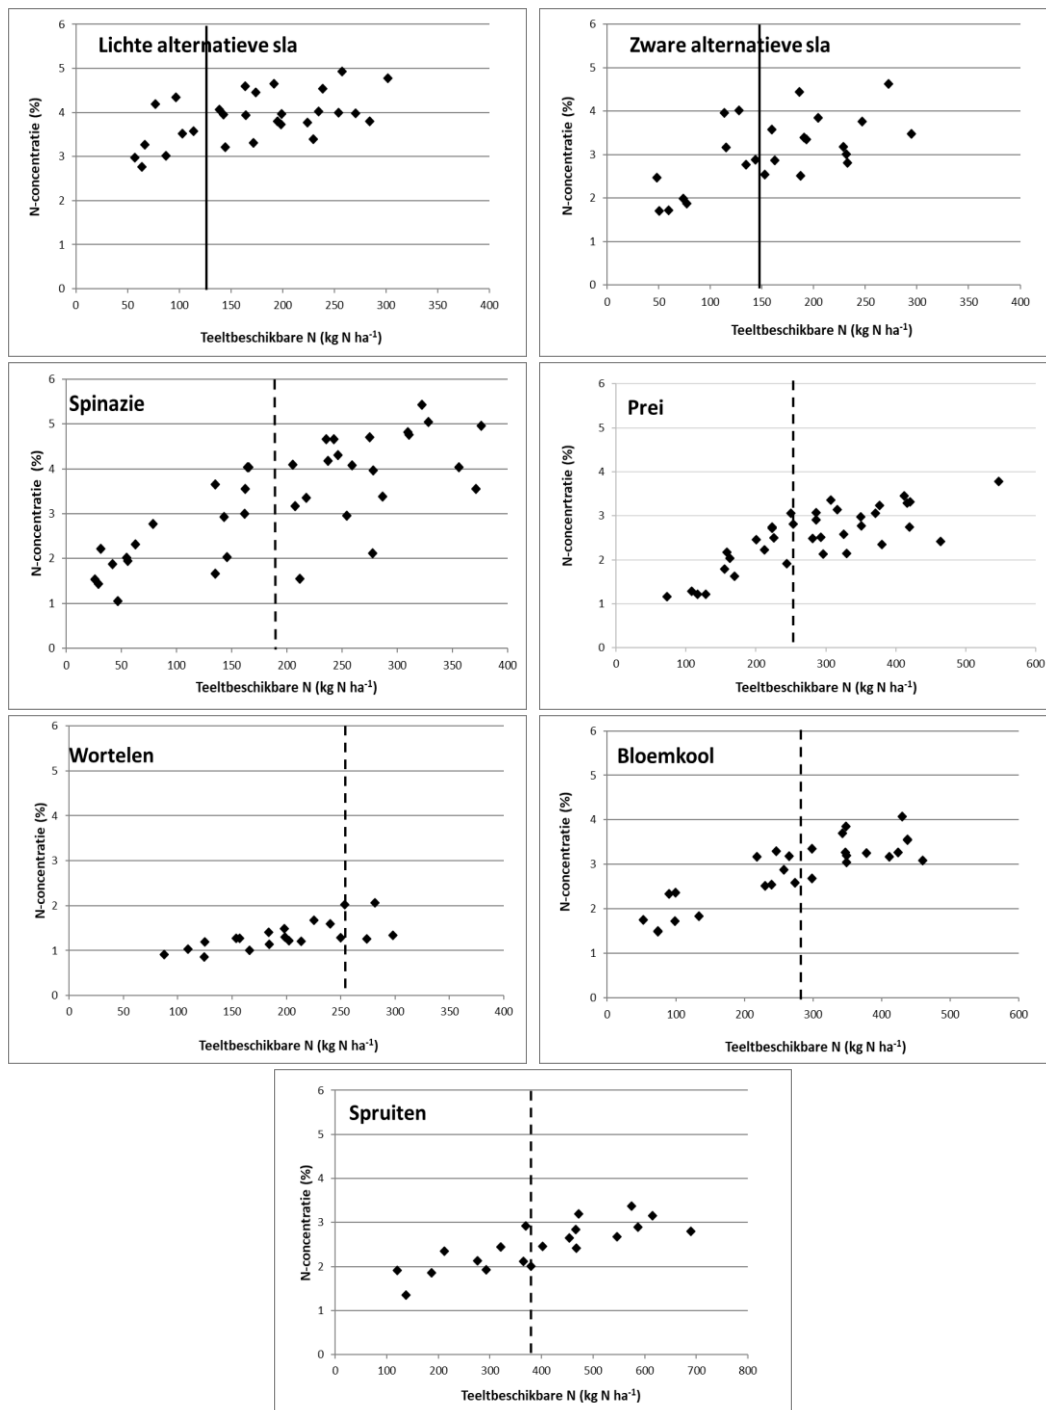 Lichte alternatieve sla
N-concentratie (%)
6
5
4
3
2
1
0
0 50 100 150 200 250 300 350 400
Teeltbeschikbare N (kg N ha⁻¹)
Zware alternatieve sla
N-concentratie (%)
6
5
4
3
2
1
0
0 50 100 150 200 250 300 350 400
Teeltbeschikbare N (kg N ha⁻¹)
Spinazie
N-concentratie (%)
6
5
4
3
2
1
0
0 50 100 150 200 250 300 350 400
Teeltbeschikbare N (kg N ha⁻¹)
Prei
N-concenrtratie (%)
6
5
4
3
2
1
0
0 100 200 300 400 500 600
Teeltbeschikbare N (kg N ha⁻¹)
Wortelen
N-concentratie (%)
6
5
4
3
2
1
0
0 50 100 150 200 250 300 350 400
Teeltbeschikbare N (kg N ha⁻¹)
Bloemkool
N-concentratie (%)
6
5
4
3
2
1
0
0 100 200 300 400 500 600
Teeltbeschikbare N (kg N ha⁻¹)
Spruiten
N-concentratie (%)
6
5
4
3
2
1
0
0 100 200 300 400 500 600 700 800
Teeltbeschikbare N (kg N ha⁻¹)